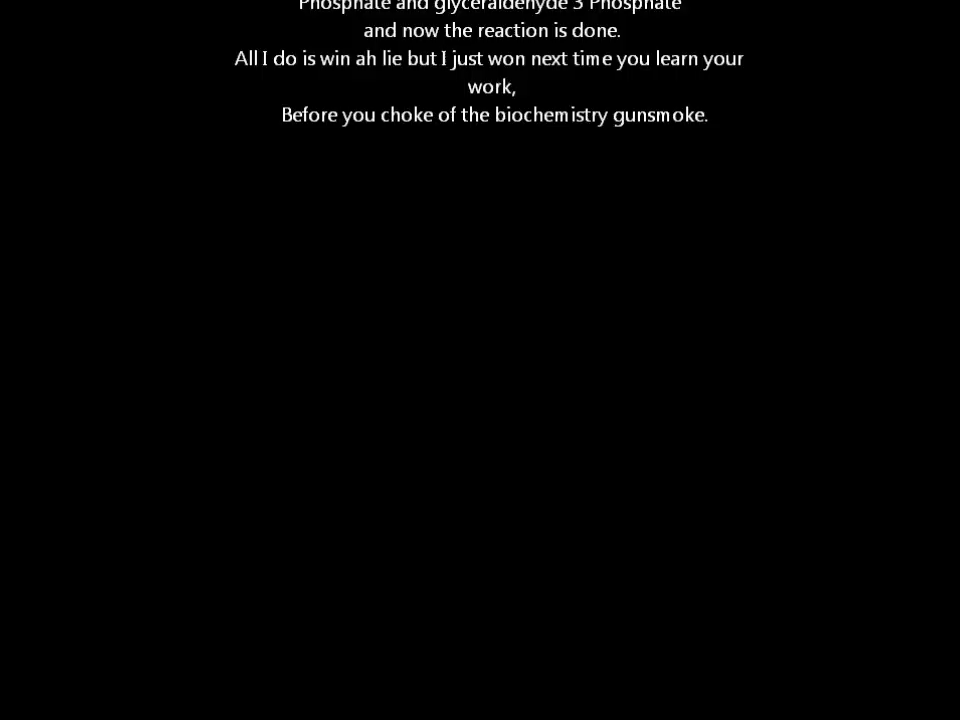 Phosphate and glyceraldehyde 3 Phosphate
and now the reaction is done.
All I do is win ah lie but I just won next time you learn your
work,
Before you choke of the biochemistry gunsmoke.